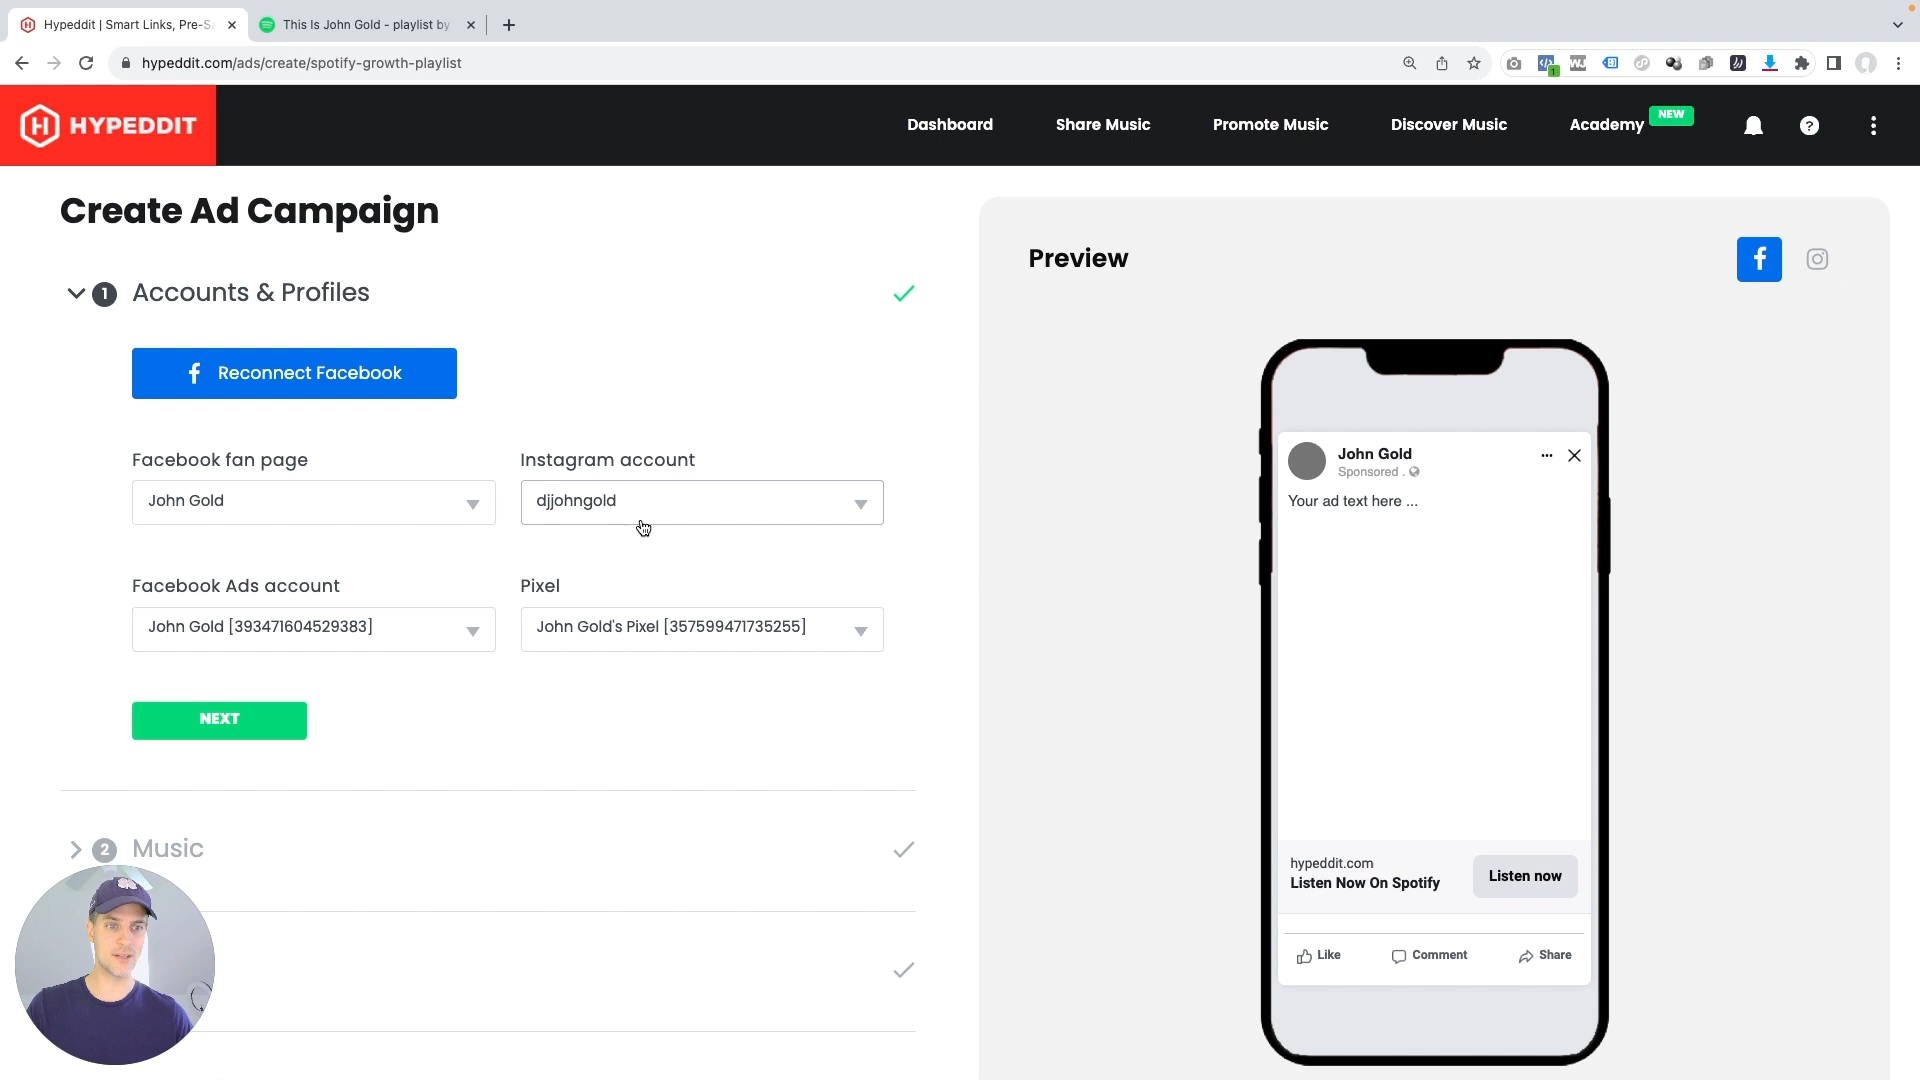 Hypeddit | Smart Links, Pre-S
This Is John Gold - playlist by
hypeddit.com/ads/create/spotify-growth-playlist
HYPEDDIT
Dashboard
Share Music
Promote Music
Discover Music
Academy
NEW
Create Ad Campaign
1
Accounts & Profiles
Reconnect Facebook
Facebook fan page
Instagram account
John Gold
djjohngold
Facebook Ads account
Pixel
John Gold [393471604529383]
John Gold's Pixel [357599471735255]
NEXT
2
Music
Preview
John Gold
Sponsored .
Your ad text here ...
hypeddit.com
Listen Now On Spotify
Listen now
Like
Comment
Share